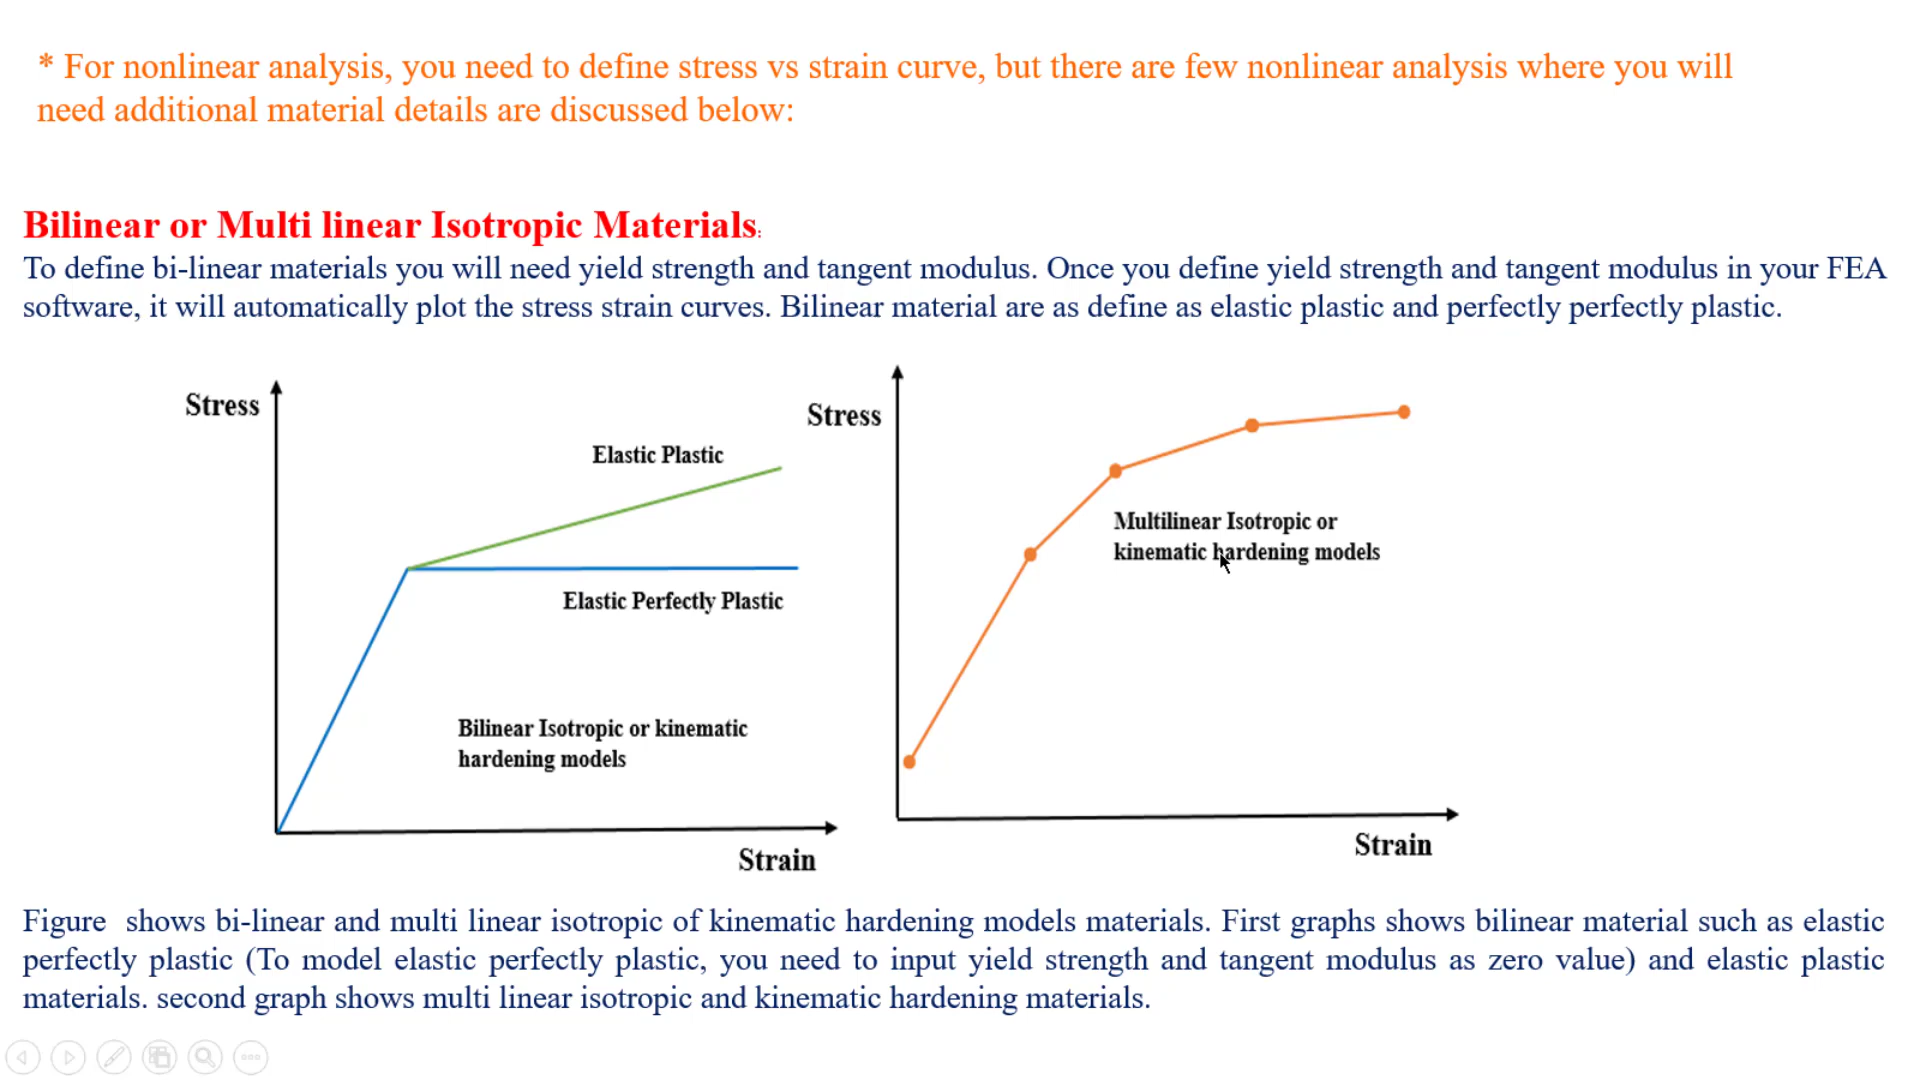 * For nonlinear analysis, you need to define stress vs strain curve, but there are few nonlinear analysis where you will
need additional material details are discussed below:
Bilinear or Multi linear Isotropic Materials:
To define bi-linear materials you will need yield strength and tangent modulus. Once you define yield strength and tangent modulus in your FEA
software, it will automatically plot the stress strain curves. Bilinear material are as define as elastic plastic and perfectly perfectly plastic.
Stress
Elastic Plastic
Elastic Perfectly Plastic
Bilinear Isotropic or kinematic
hardening models
Strain
Stress
Multilinear Isotropic or
kinematic hardening models
Strain
Figure shows bi-linear and multi linear isotropic of kinematic hardening models materials. First graphs shows bilinear material such as elastic
perfectly plastic (To model elastic perfectly plastic, you need to input yield strength and tangent modulus as zero value) and elastic plastic
materials. second graph shows multi linear isotropic and kinematic hardening materials.